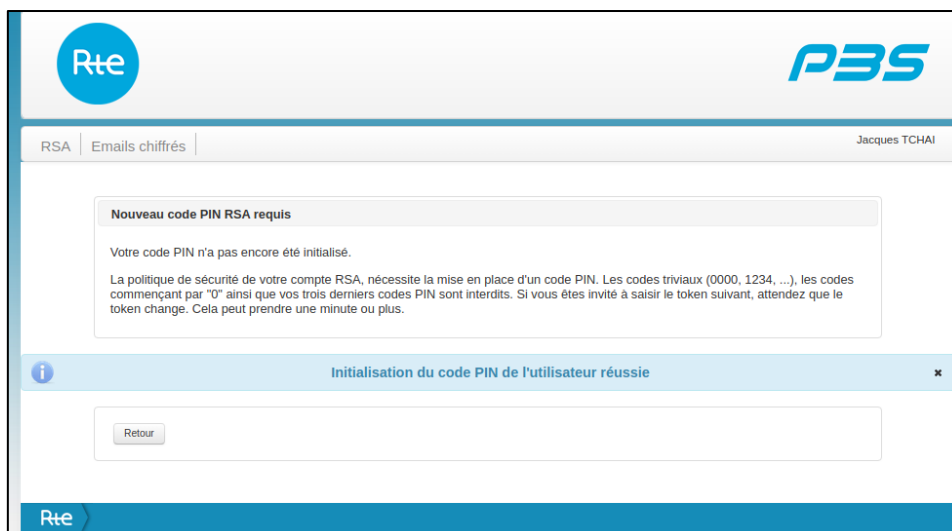 Rte
PBS
RSA
Emails chiffrés
Jacques TCHAI
Nouveau code PIN RSA requis
Votre code PIN n'a pas encore été initialisé.
La politique de sécurité de votre compte RSA, nécessite la mise en place d'un code PIN. Les codes triviaux (0000, 1234, ...), les codes
commençant par "0" ainsi que vos trois derniers codes PIN sont interdits. Si vous êtes invité à saisir le token suivant, attendez que le
token change. Cela peut prendre une minute ou plus.
Initialisation du code PIN de l'utilisateur réussie
Retour
Rte